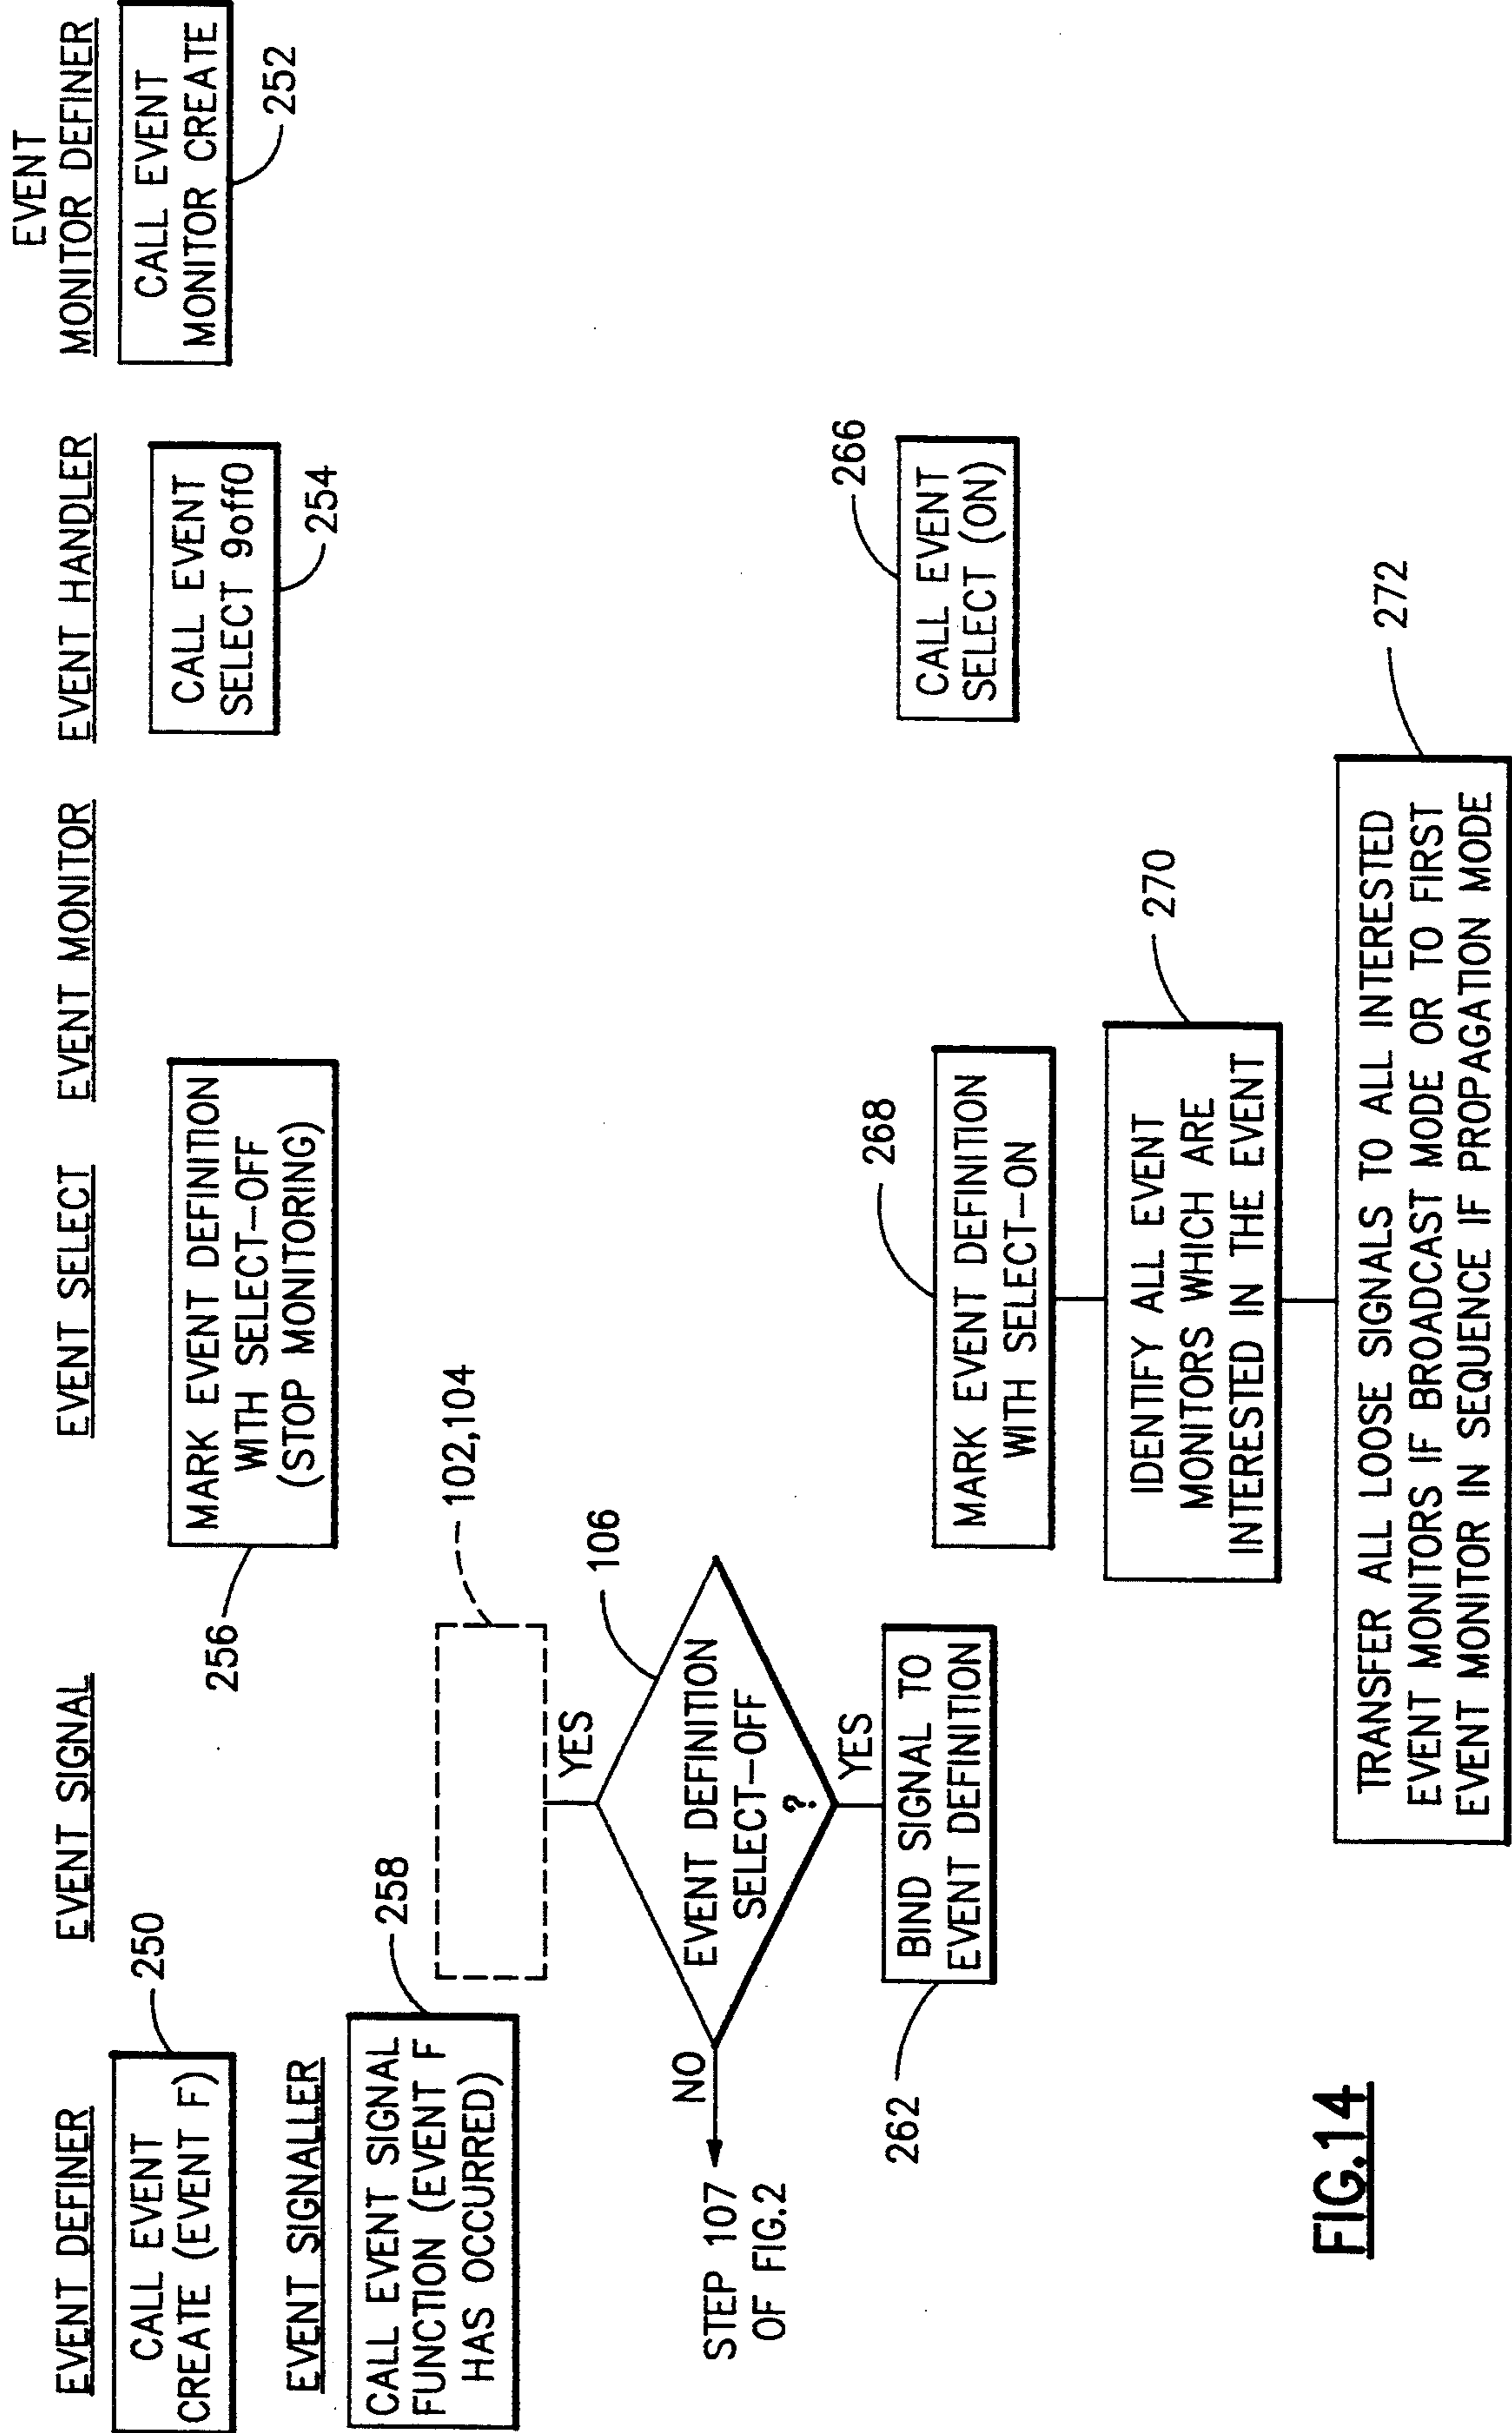 EVENT DEFINER
CALL EVENT
CREATE (EVENT F)
250
EVENT SIGNALLER
CALL EVENT SIGNAL
FUNCTION (EVENT F
HAS OCCURRED)
258
EVENT SIGNAL
102,104
YES
106
EVENT DEFINITION
SELECT-OFF
?
NO
STEP 107
OF FIG.2
YES
BIND SIGNAL TO
EVENT DEFINITION
262
EVENT SELECT
MARK EVENT DEFINITION
WITH SELECT-OFF
(STOP MONITORING)
256
268
MARK EVENT DEFINITION
WITH SELECT-ON
IDENTIFY ALL EVENT
MONITORS WHICH ARE
INTERESTED IN THE EVENT
270
TRANSFER ALL LOOSE SIGNALS TO ALL INTERESTED
EVENT MONITORS IF BROADCAST MODE OR TO FIRST
EVENT MONITOR IN SEQUENCE IF PROPAGATION MODE
272
EVENT MONITOR
EVENT HANDLER
CALL EVENT
SELECT 9off0
254
CALL EVENT
SELECT (ON)
266
EVENT
MONITOR DEFINER
CALL EVENT
MONITOR CREATE
252
FIG.14